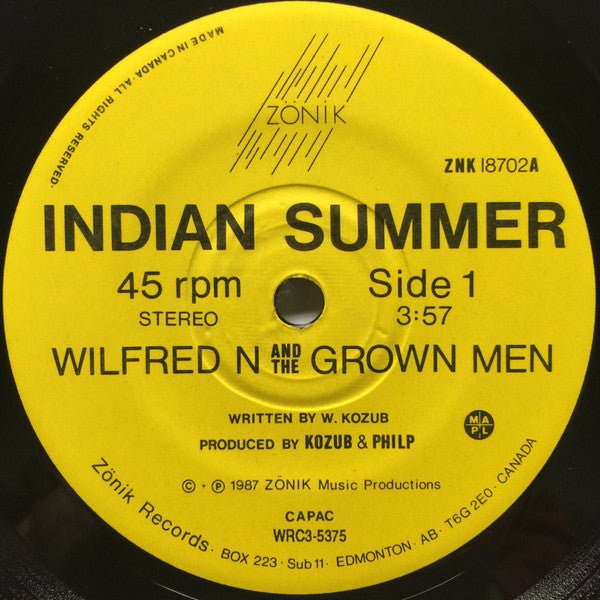 MADE IN CANADA · ALL RIGHTS RESERVED.
ZÖNIK
ZNK 18702A
INDIAN SUMMER
45 rpm Side 1
STEREO 3:57
WILFRED N AND THE GROWN MEN
WRITTEN BY W. KOZUB
PRODUCED BY KOZUB & PHILP
MAPL
© + ℗ 1987 ZÖNIK Music Productions
CAPAC
WRC3-5375
Zönik Records · BOX 223 · Sub 11 · EDMONTON · AB · T6G 2E0 · CANADA